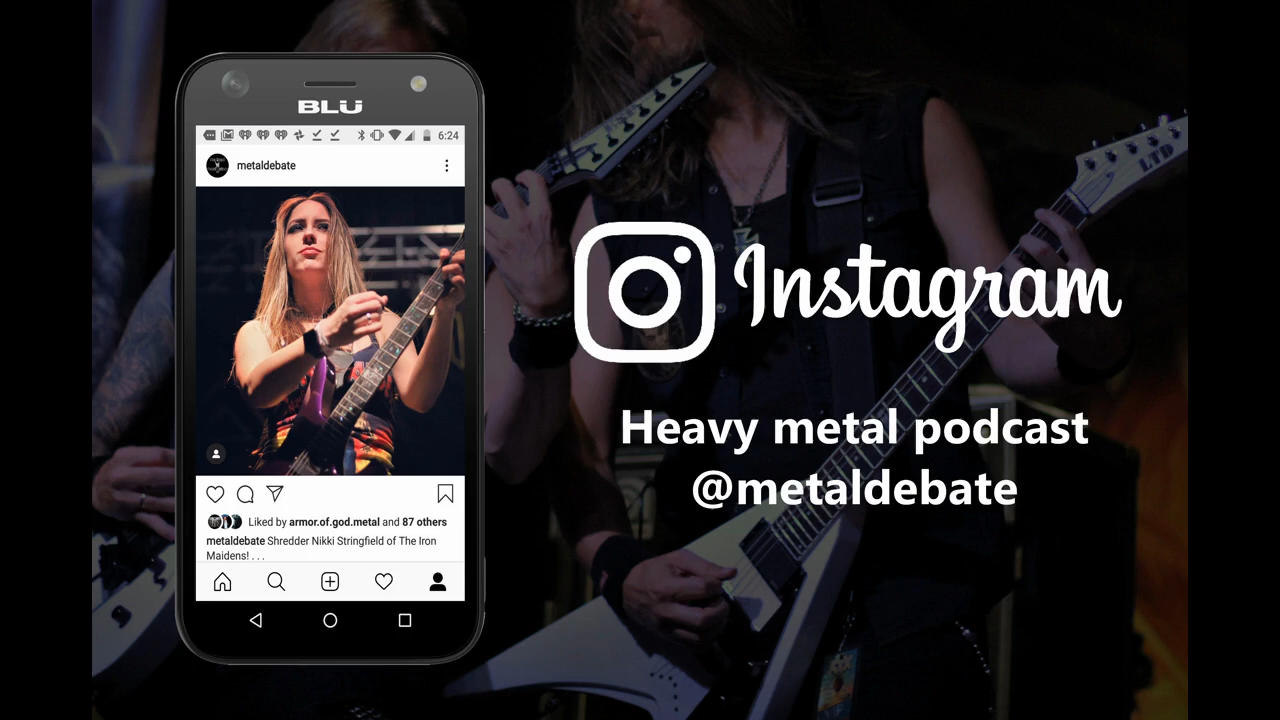 BLU
6:24
metaldebate
Liked by armor.of.god.metal and 87 others
metaldebate Shredder Nikki Stringfield of The Iron
Maidens! . . .
Instagram
Heavy metal podcast
@metaldebate
LTD